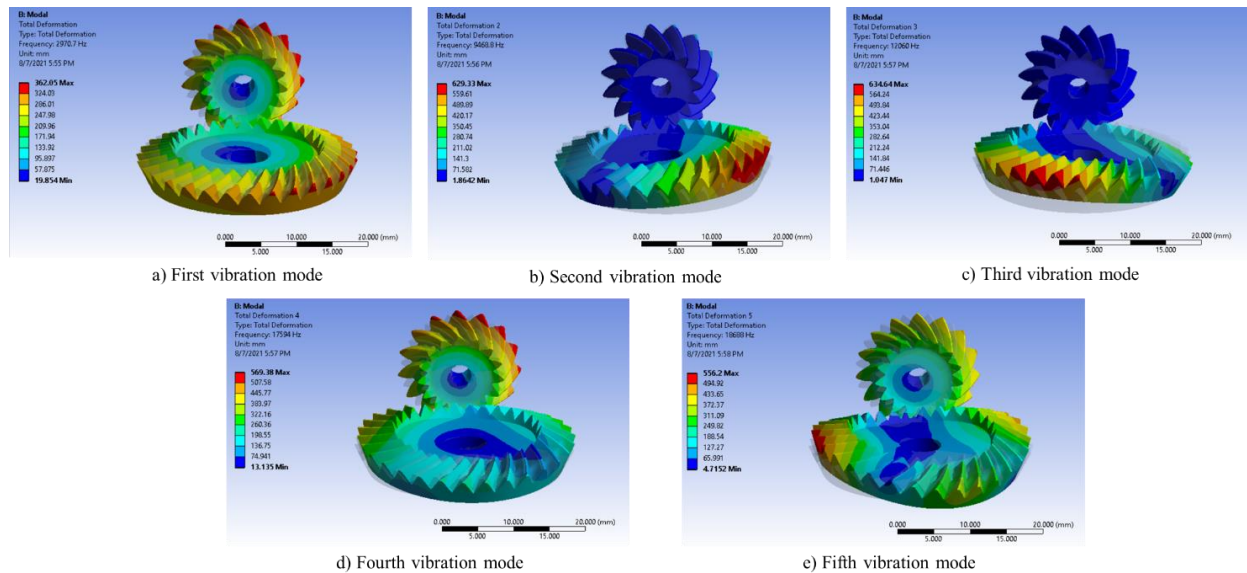 B: Modal
Total Deformation
Type: Total Deformation
Frequency: 2970.7 Hz
Unit: mm
8/7/2021 5:55 PM
362.05 Max
324.03
286.01
247.98
209.96
171.94
133.92
95.897
57.875
19.854 Min
0.000 10.000 20.000 (mm)
5.000 15.000
a) First vibration mode
B: Modal
Total Deformation 2
Type: Total Deformation
Frequency: 9468.8 Hz
Unit: mm
8/7/2021 5:56 PM
629.33 Max
559.61
489.89
420.17
350.45
280.74
211.02
141.3
71.582
1.8642 Min
0.000 10.000 20.000 (mm)
5.000 15.000
b) Second vibration mode
B: Modal
Total Deformation 3
Type: Total Deformation
Frequency: 12060 Hz
Unit: mm
8/7/2021 5:57 PM
634.64 Max
564.24
493.84
423.44
353.04
282.64
212.24
141.84
71.446
1.047 Min
0.000 10.000 20.000 (mm)
5.000 15.000
c) Third vibration mode
B: Modal
Total Deformation 4
Type: Total Deformation
Frequency: 17594 Hz
Unit: mm
8/7/2021 5:57 PM
569.38 Max
507.58
445.77
383.97
322.16
260.36
198.55
136.75
74.941
13.135 Min
0.000 10.000 20.000 (mm)
5.000 15.000
d) Fourth vibration mode
B: Modal
Total Deformation 5
Type: Total Deformation
Frequency: 18688 Hz
Unit: mm
8/7/2021 5:58 PM
556.2 Max
494.92
433.65
372.37
311.09
249.82
188.54
127.27
65.991
4.7152 Min
0.000 10.000 20.000 (mm)
5.000 15.000
e) Fifth vibration mode